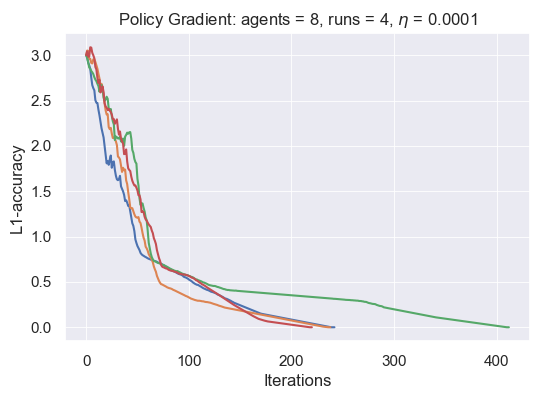 Policy Gradient: agents = 8, runs = 4, η = 0.0001
3.0
2.5
2.0
1.5
1.0
0.5
0.0
L1-accuracy
0 100 200 300 400
Iterations